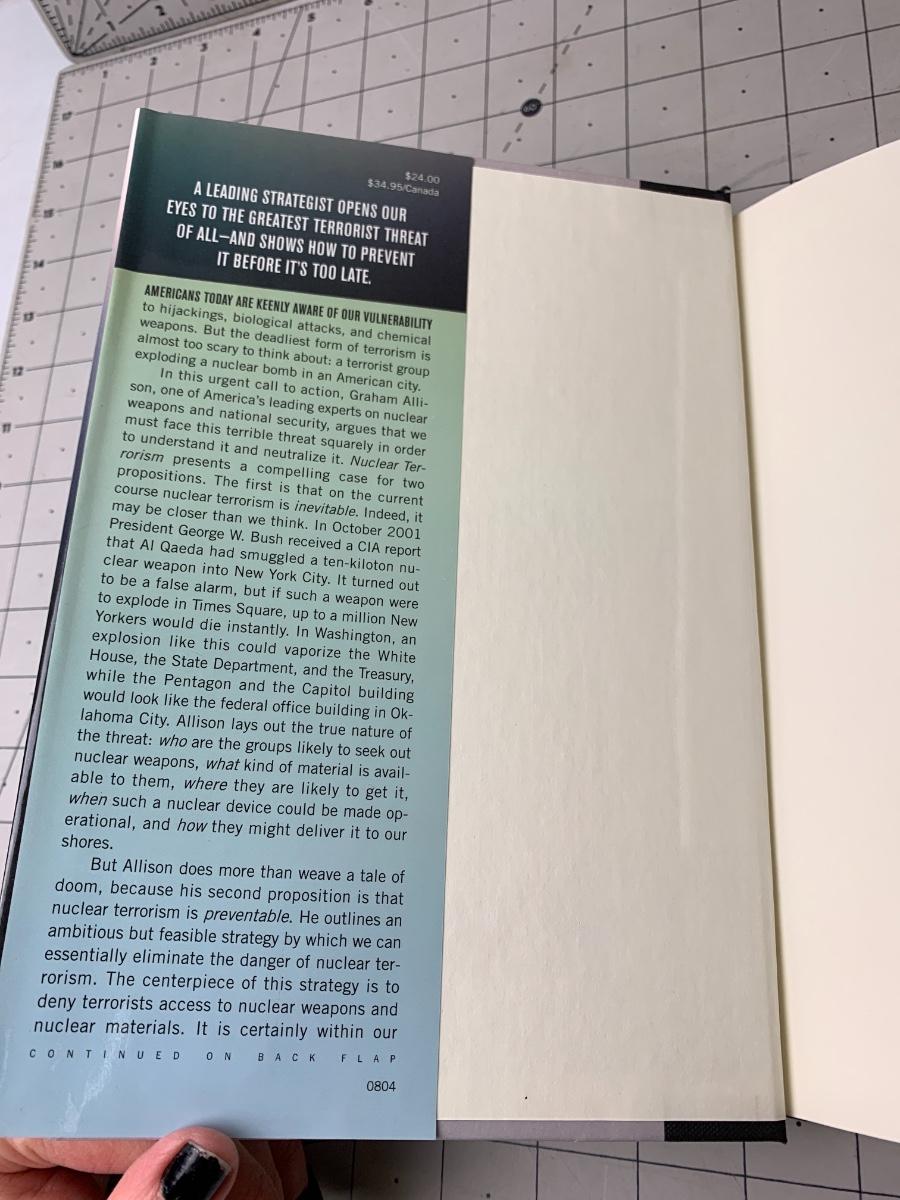 $24.00
$34.95/Canada
A LEADING STRATEGIST OPENS OUR
EYES TO THE GREATEST TERRORIST THREAT
OF ALL—AND SHOWS HOW TO PREVENT
IT BEFORE IT'S TOO LATE.
AMERICANS TODAY ARE KEENLY AWARE OF OUR VULNERABILITY
to hijackings, biological attacks, and chemical
weapons. But the deadliest form of terrorism is
almost too scary to think about: a terrorist group
exploding a nuclear bomb in an American city.
In this urgent call to action, Graham Alli-
son, one of America's leading experts on nuclear
weapons and national security, argues that we
must face this terrible threat squarely in order
to understand it and neutralize it. Nuclear Ter-
rorism presents a compelling case for two
propositions. The first is that on the current
course nuclear terrorism is inevitable. Indeed, it
may be closer than we think. In October 2001
President George W. Bush received a CIA report
that Al Qaeda had smuggled a ten-kiloton nu-
clear weapon into New York City. It turned out
to be a false alarm, but if such a weapon were
to explode in Times Square, up to a million New
Yorkers would die instantly. In Washington, an
explosion like this could vaporize the White
House, the State Department, and the Treasury,
while the Pentagon and the Capitol building
would look like the federal office building in Ok-
lahoma City. Allison lays out the true nature of
the threat: who are the groups likely to seek out
nuclear weapons, what kind of material is avail-
able to them, where they are likely to get it,
when such a nuclear device could be made op-
erational, and how they might deliver it to our
shores.
But Allison does more than weave a tale of
doom, because his second proposition is that
nuclear terrorism is preventable. He outlines an
ambitious but feasible strategy by which we can
essentially eliminate the danger of nuclear ter-
rorism. The centerpiece of this strategy is to
deny terrorists access to nuclear weapons and
nuclear materials. It is certainly within our
CONTINUED ON BACK FLAP
0804